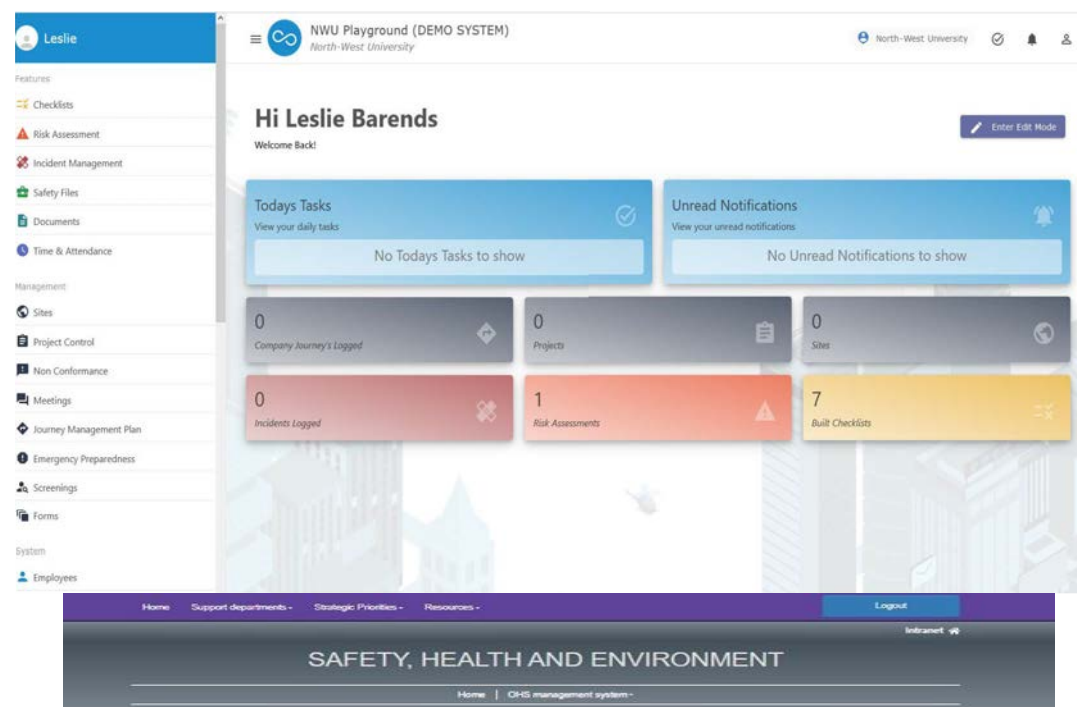 Leslie
Features
Checklists
Risk Assessment
Incident Management
Safety Files
Documents
Time & Attendance
Management
Sites
Project Control
Non Conformance
Meetings
Journey Management Plan
Emergency Preparedness
Screenings
Forms
System
Employees
NWU Playground (DEMO SYSTEM)
North-West University
North-West University
Hi Leslie Barends
Welcome Back!
Enter Edit Mode
Todays Tasks
View your daily tasks
No Todays Tasks to show
Unread Notifications
View your unread notifications
No Unread Notifications to show
0
Company Journey's Logged
0
Projects
0
Sites
0
Incidents Logged
1
Risk Assessments
7
Built Checklists
Home Support departments Strategic Priorities Resources Logout
Intranet
SAFETY, HEALTH AND ENVIRONMENT
Home | OHS management system